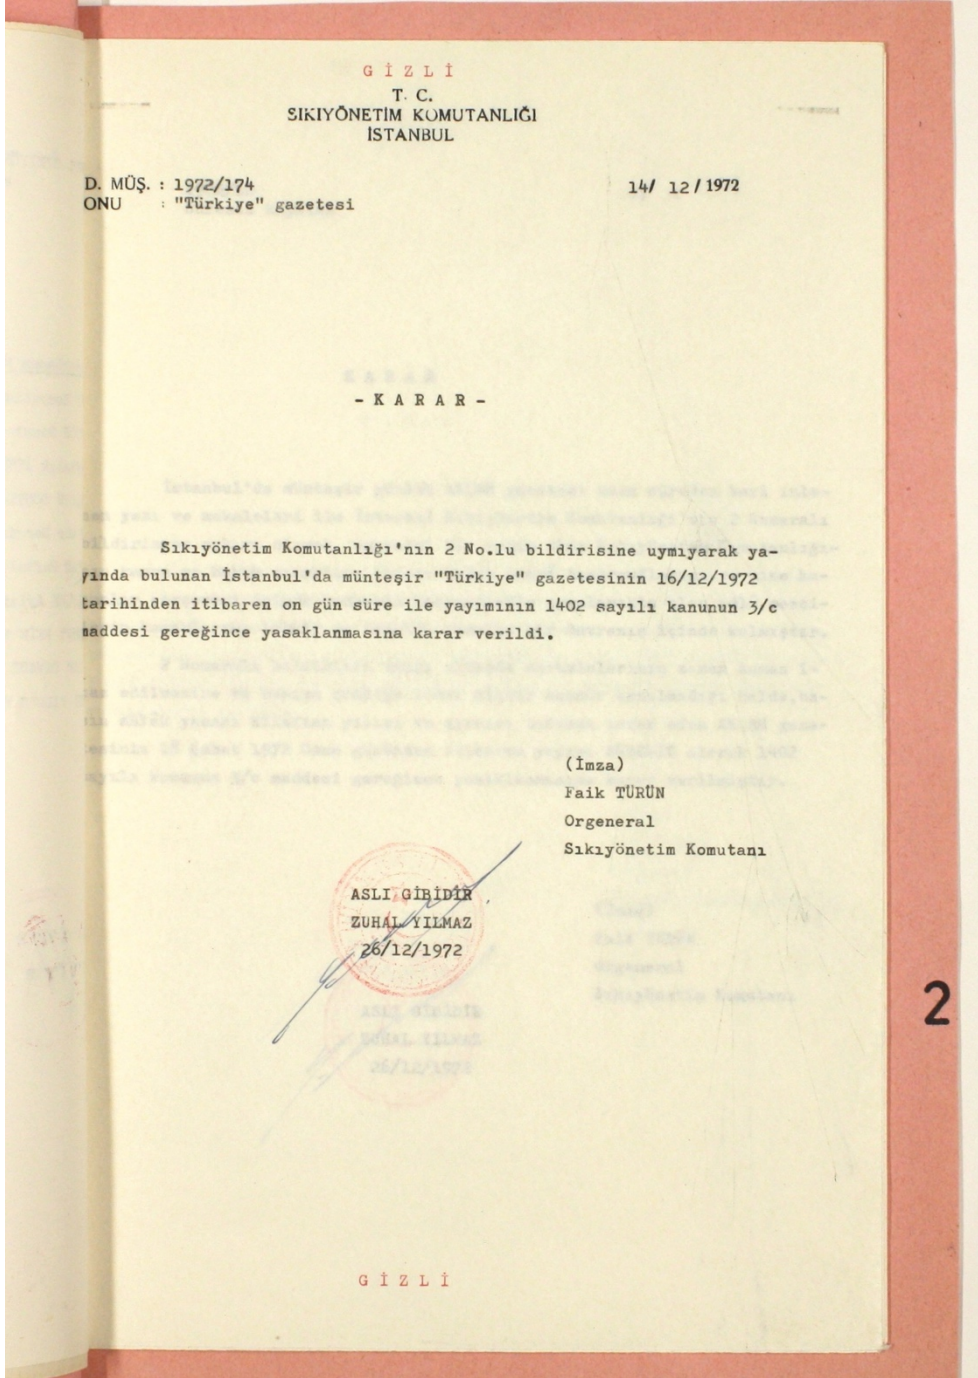 GİZLİ
T. C.
SIKIYÖNETİM KOMUTANLIĞI
İSTANBUL
D. MÜŞ. : 1972/174
14/ 12/1972
ONU : "Türkiye" gazetesi
-KARAR-
Sıkıyönetim Komutanlığı'nın 2 No.lu bildirisine uymıyarak ya-
yında bulunan İstanbul'da münteşir "Türkiye" gazetesinin 16/12/1972
tarihinden itibaren on gün süre ile yayımının 1402 sayılı kanunun 3/c
maddesi gereğince yasaklanmasına karar verildi.
(İmza)
Faik TÜRÜN
Orgeneral
Sıkıyönetim Komutanı
ASLI GİBİDİR
ZUHAL YILMAZ
26/12/1972
2
GİZLİ